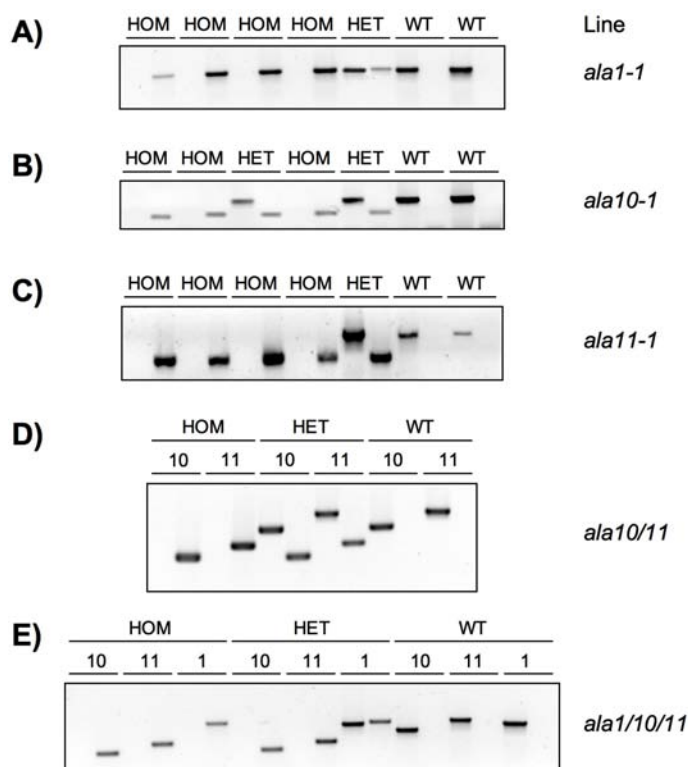 A) HOM HOM HOM HOM HET WT WT Line
ala1-1
B) HOM HOM HET HOM HET WT WT
ala10-1
C) HOM HOM HOM HOM HET WT WT
ala11-1
D) HOM HET WT
10 11 10 11 10 11
ala10/11
E) HOM HET WT
10 11 1 10 11 1 10 11 1
ala1/10/11